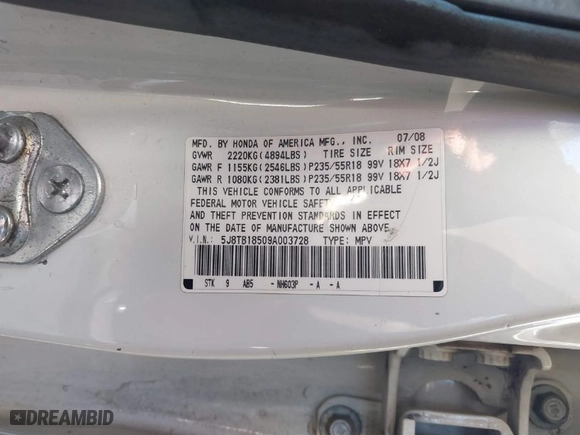 MFD. BY HONDA OF AMERICA MFG., INC. 07/08
GVWR 2220KG(4894LBS) TIRE SIZE RIM SIZE
GAWR F 1155KG(2546LBS)P235/55R18 99V 18X7 1/2J
GAWR R 1080KG(2381LBS)P235/55R18 99V 18X7 1/2J
THIS VEHICLE CONFORMS TO ALL APPLICABLE
FEDERAL MOTOR VEHICLE SAFETY
AND THEFT PREVENTION STANDARDS IN EFFECT
ON THE DATE OF MANUFACTURE SHOWN ABOVE.
V.I.N.: 5J8TB18509A003728 TYPE: MPV
STK 9 AB5 -NH603P -A -A
DREAMBID